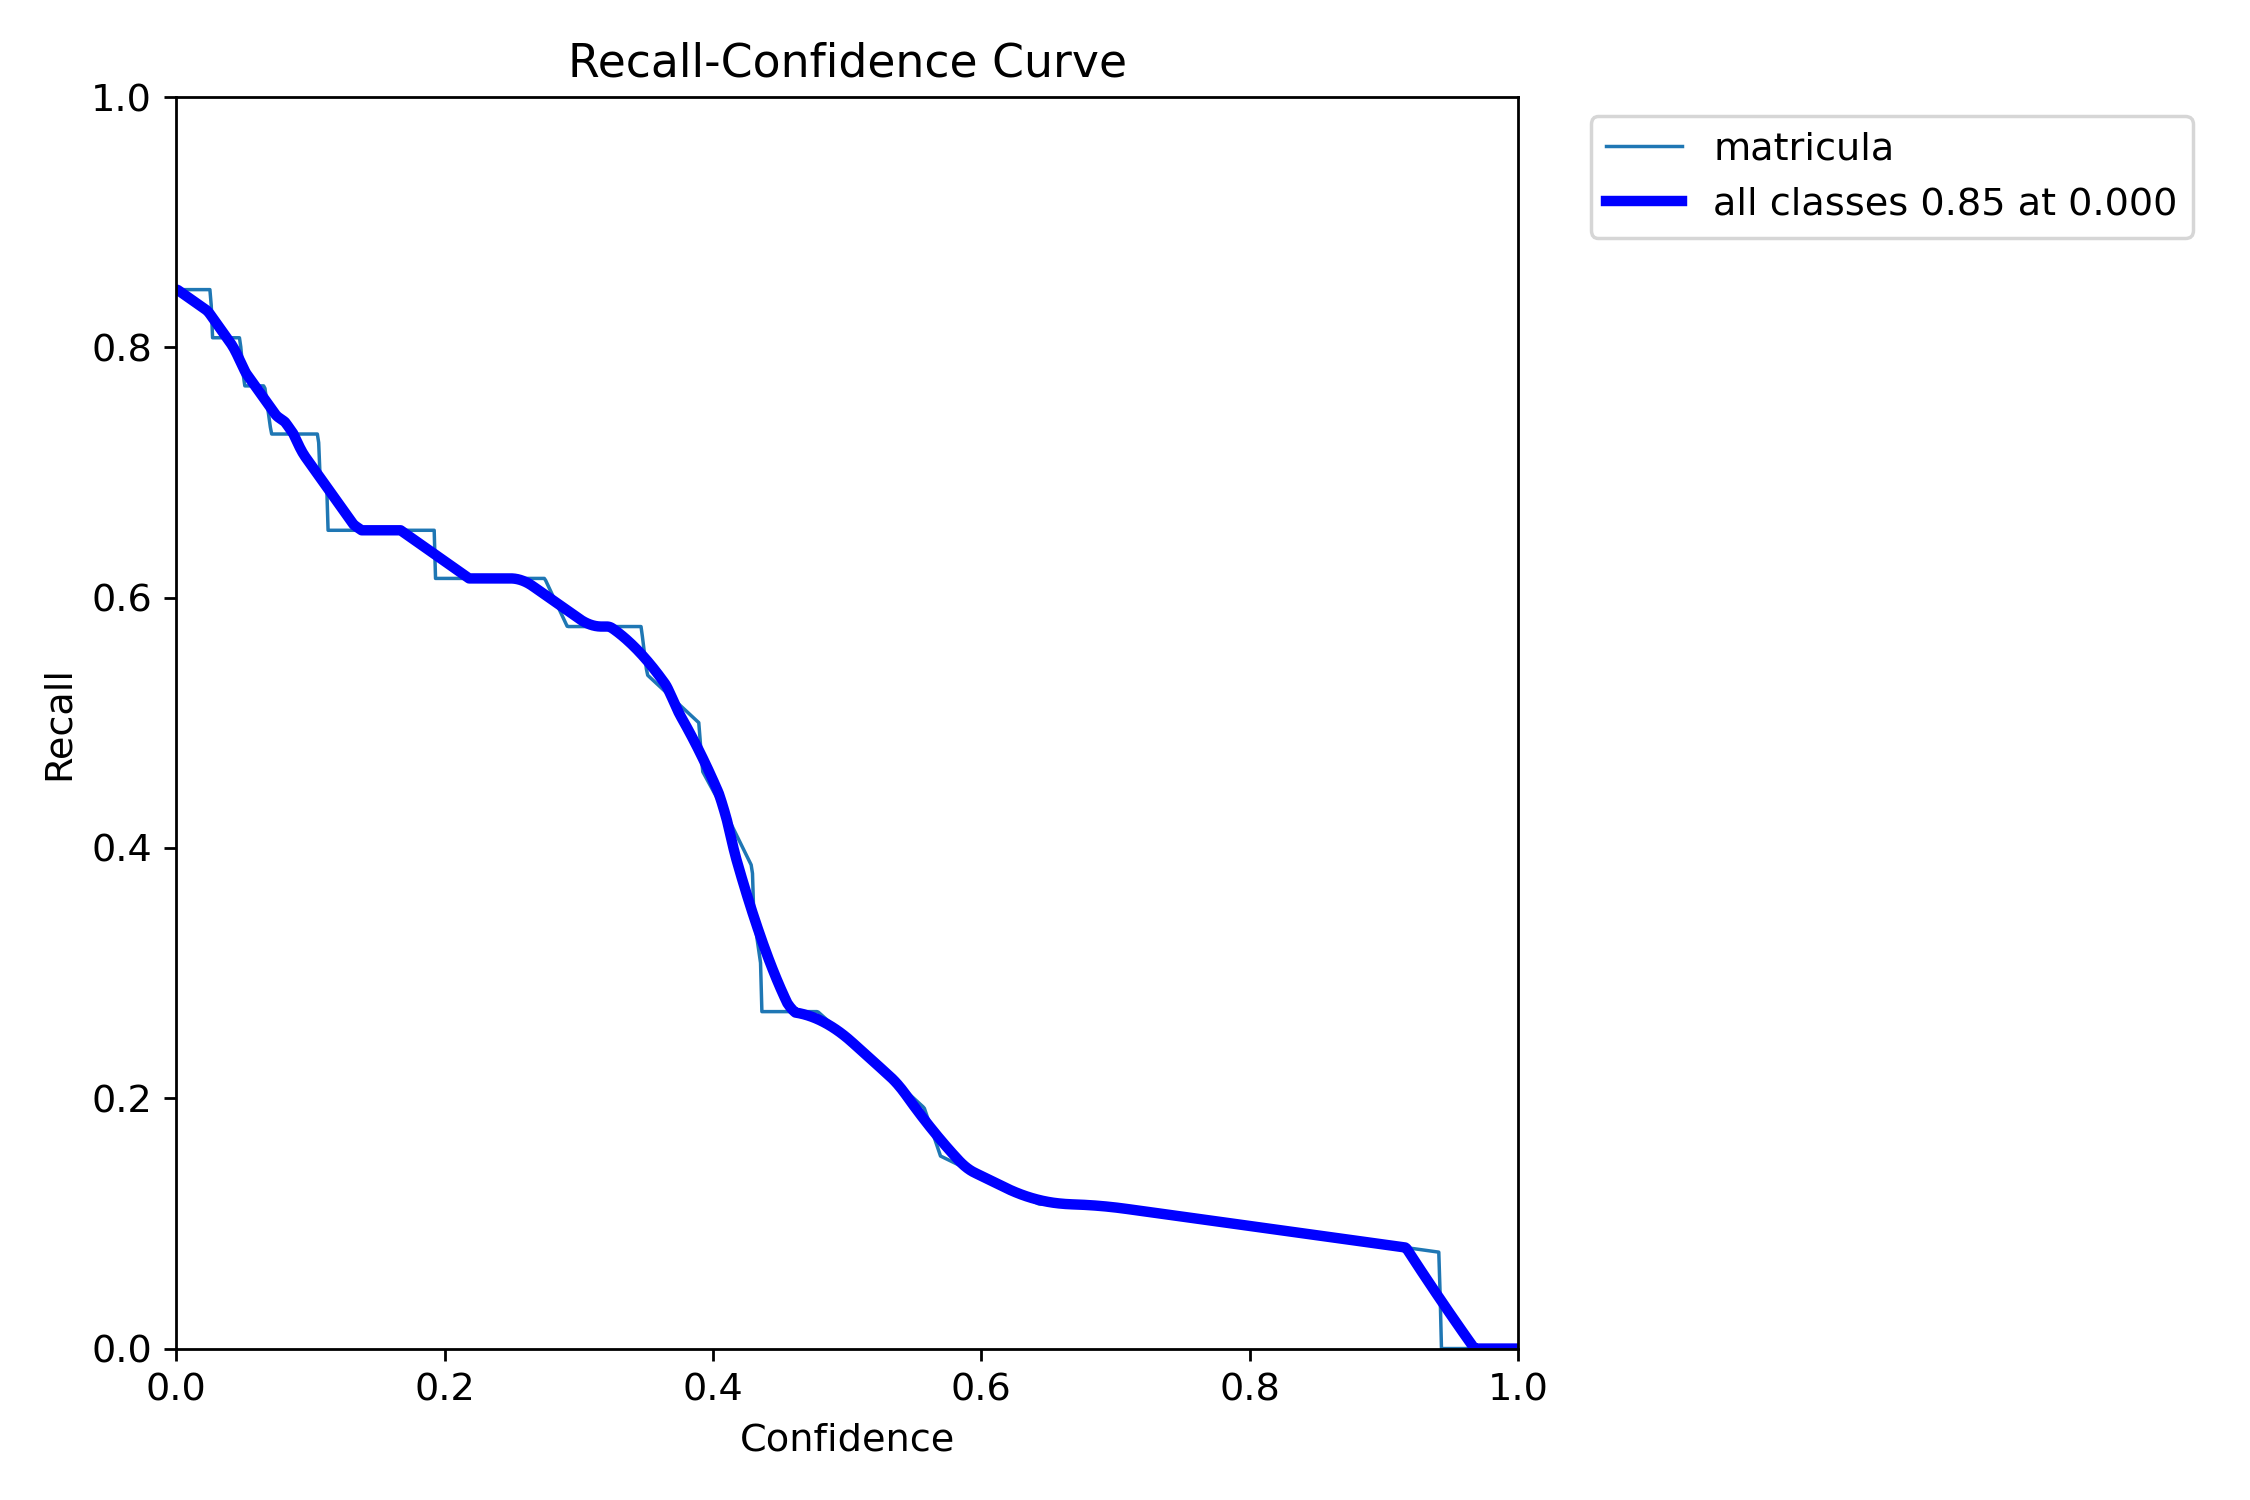 Recall-Confidence Curve
1.0
0.8
0.6
0.4
0.2
0.0
Recall
0.0 0.2 0.4 0.6 0.8 1.0
Confidence
matricula
all classes 0.85 at 0.000